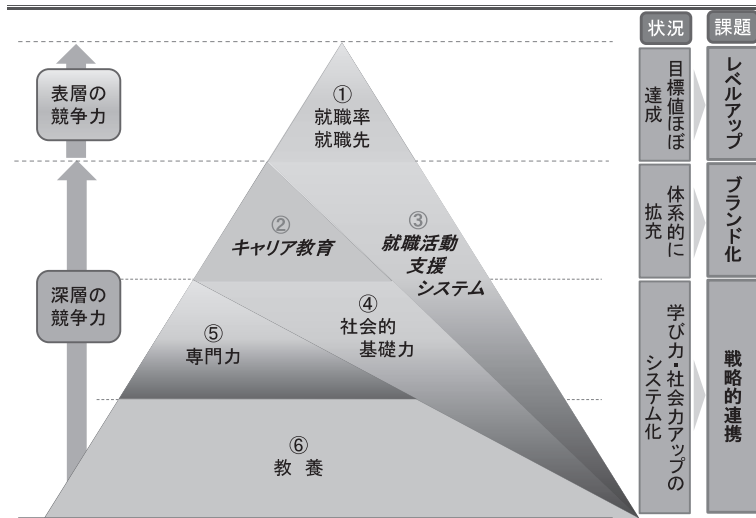 状況
課題
表層の
競争力
①
就職率
就職先
目標値ほぼ
達成
レベルアップ
②
キャリア教育
③
就職活動
支援
システム
体系的に
拡充
ブランド化
深層の
競争力
④
社会的
基礎力
⑤
専門力
学び力・社会力アップの
システム化
戦略的連携
⑥
教 養